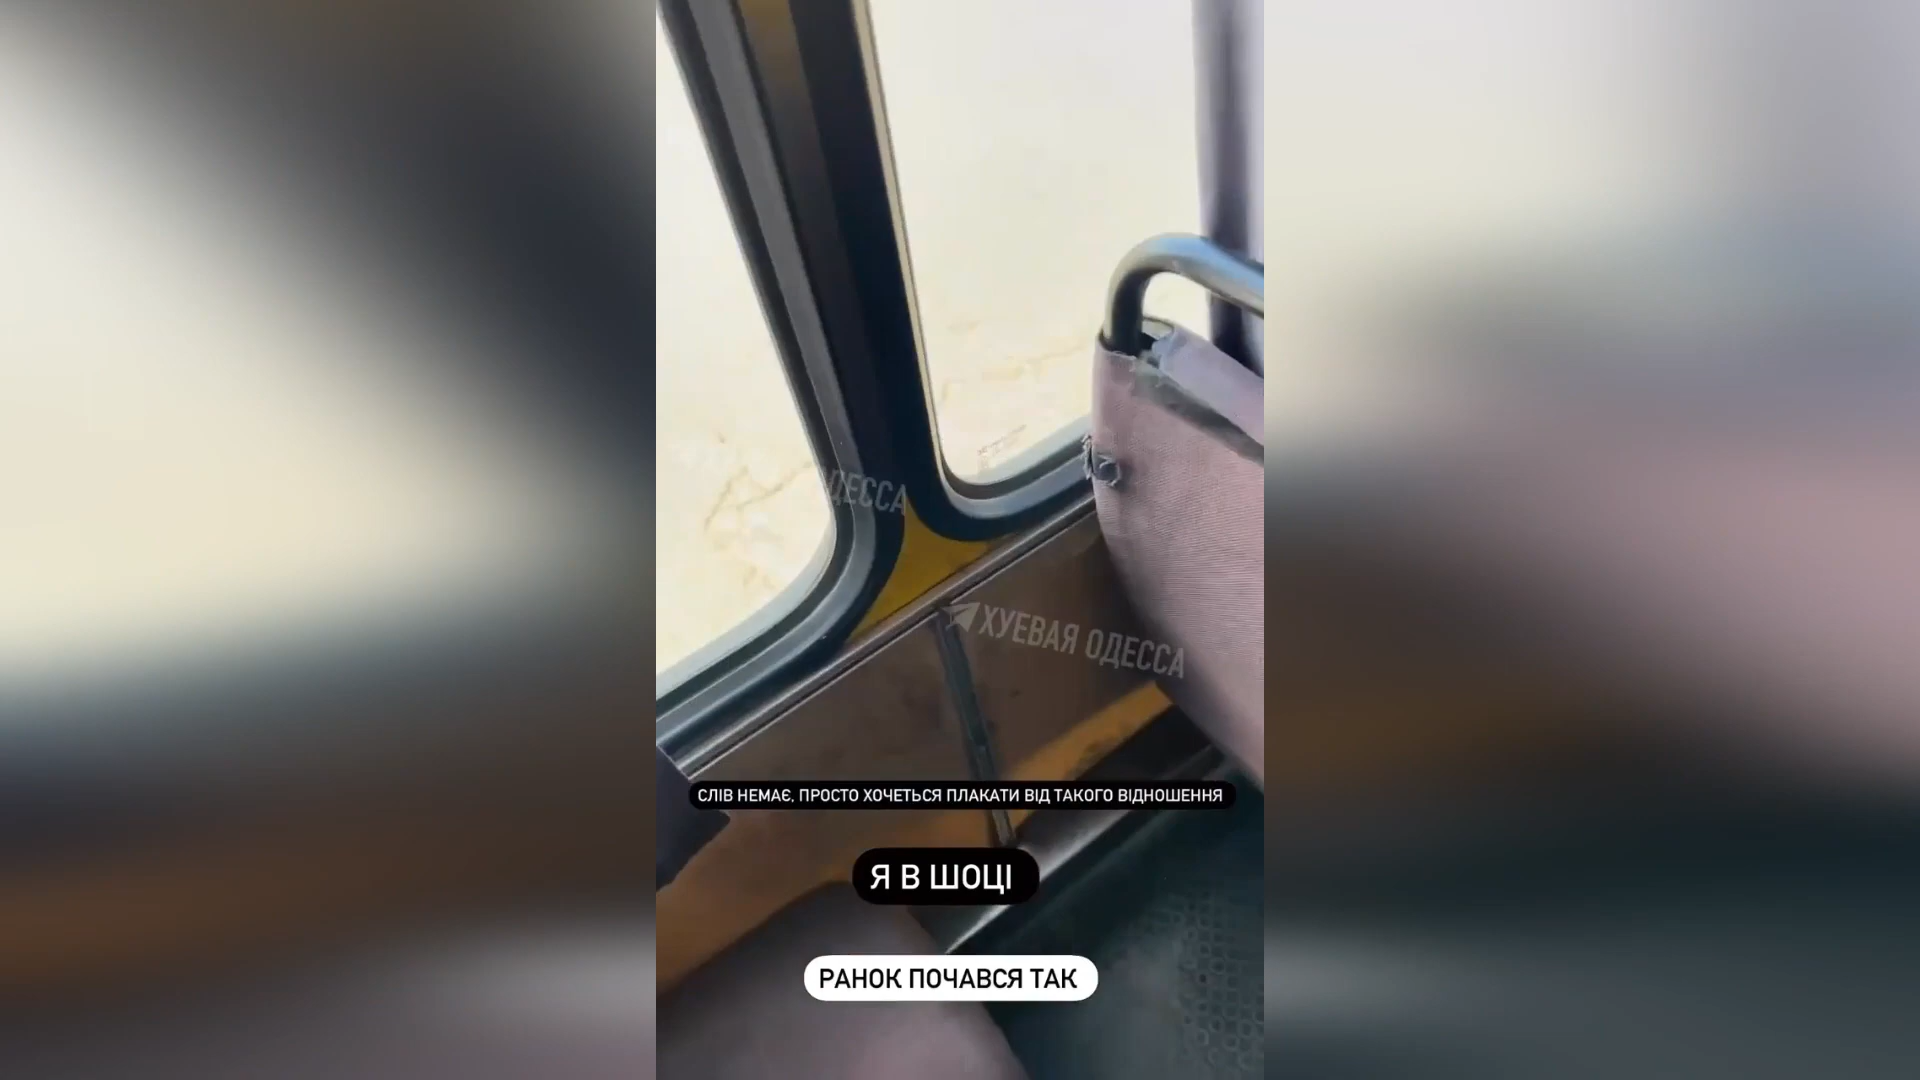 ОДЕССА
ХУЕВАЯ ОДЕССА
СЛІВ НЕМАЄ, ПРОСТО ХОЧЕТЬСЯ ПЛАКАТИ ВІД ТАКОГО ВІДНОШЕННЯ
Я В ШОЦІ
РАНОК ПОЧАВСЯ ТАК